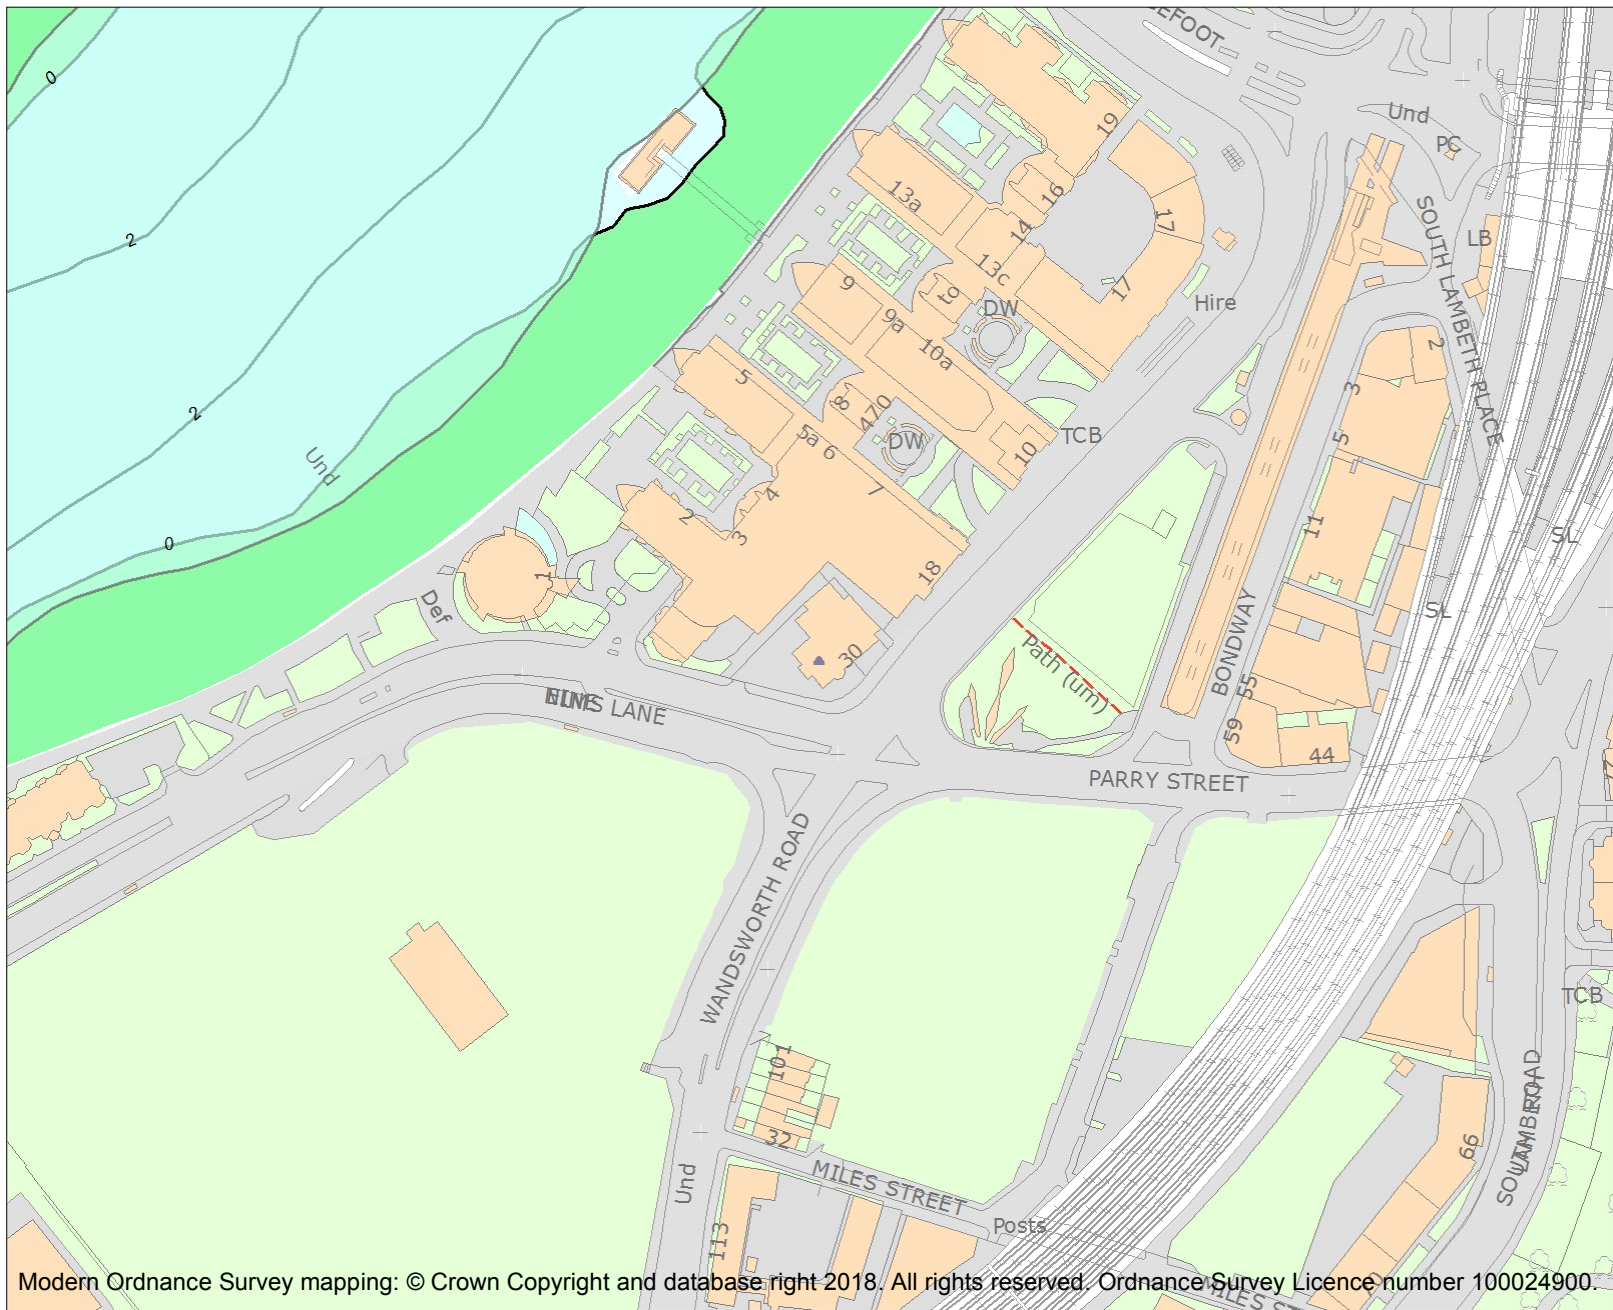 EFOOT
0
Und
19
PC
13a
16
17
2
14
SOUTH LAMBETH PLACE
LB
13c
9
t9
17
DW
Hire
9a
10a
2
3
5
8
470
2
TCB
5a
6
DW
5
10
Und
4
7
2
3
11
SL
0
1
18
Def
SL
BONDWAY
Path (um)
30
55
NINE
ELMS LANE
59
44
PARRY STREET
WANDSWORTH ROAD
TCB
101
SOUTH LAMBETH ROAD
32
66
MILES STREET
Und
Posts
113
Modern Ordnance Survey mapping: © Crown Copyright and database right 2018. All rights reserved. Ordnance Survey Licence number 100024900.